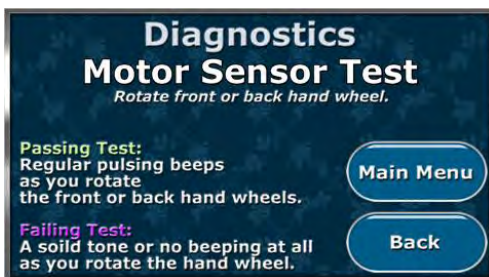 Diagnostics
Motor Sensor Test
Rotate front or back hand wheel.
Passing Test:
Regular pulsing beeps
as you rotate
the front or back hand wheels.
Main Menu
Failing Test:
A soild tone or no beeping at all
as you rotate the hand wheel.
Back